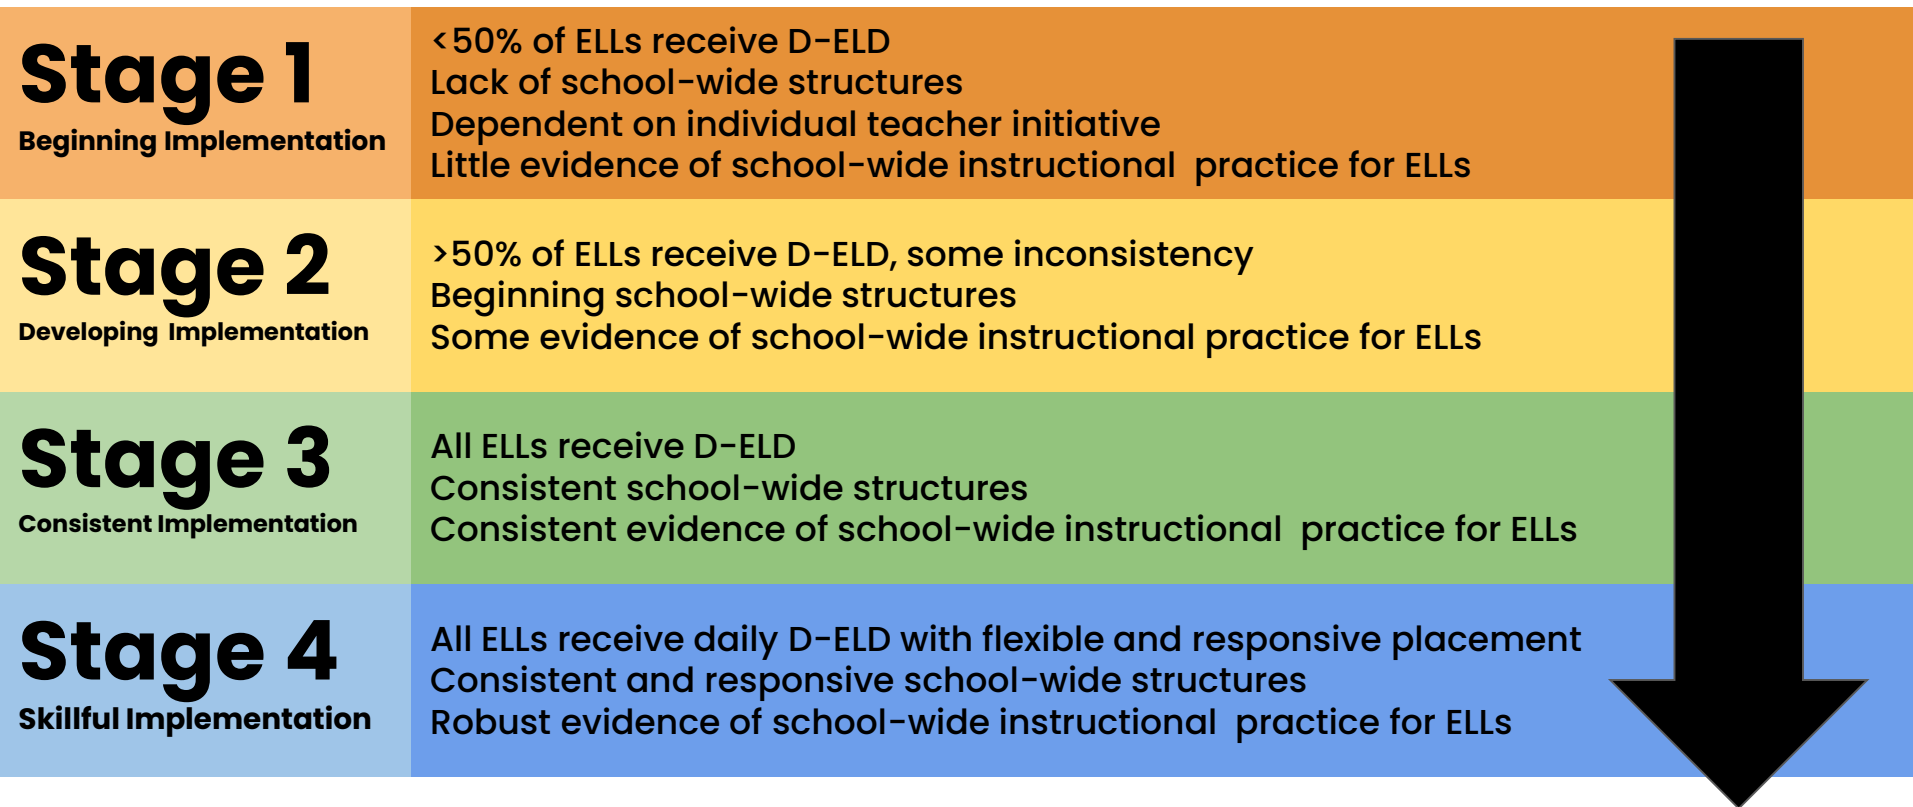 Stage 1
Beginning Implementation
<50% of ELLs receive D-ELD
Lack of school-wide structures
Dependent on individual teacher initiative
Little evidence of school-wide instructional practice for ELLs
Stage 2
Developing Implementation
>50% of ELLs receive D-ELD, some inconsistency
Beginning school-wide structures
Some evidence of school-wide instructional practice for ELLs
Stage 3
Consistent Implementation
All ELLs receive D-ELD
Consistent school-wide structures
Consistent evidence of school-wide instructional practice for ELLs
Stage 4
Skillful Implementation
All ELLs receive daily D-ELD with flexible and responsive placement
Consistent and responsive school-wide structures
Robust evidence of school-wide instructional practice for ELLs